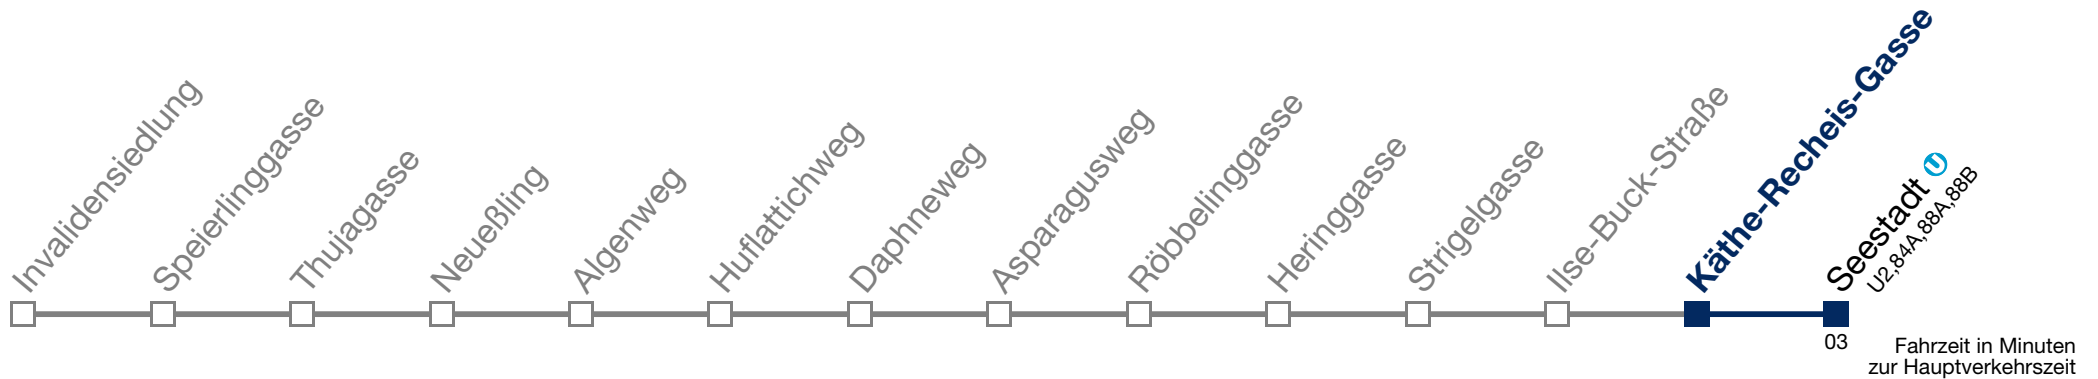 Invalidensiedlung
Speierlinggasse
Thujagasse
Neueßling
Algenweg
Huflattichweg
Daphneweg
Asparagusweg
Röbbelinggasse
Heringgasse
Strigelgasse
Ilse-Buck-Straße
Käthe-Recheis-Gasse
Seestadt U
U2,84A,88A,88B
03
Fahrzeit in Minuten
zur Hauptverkehrszeit